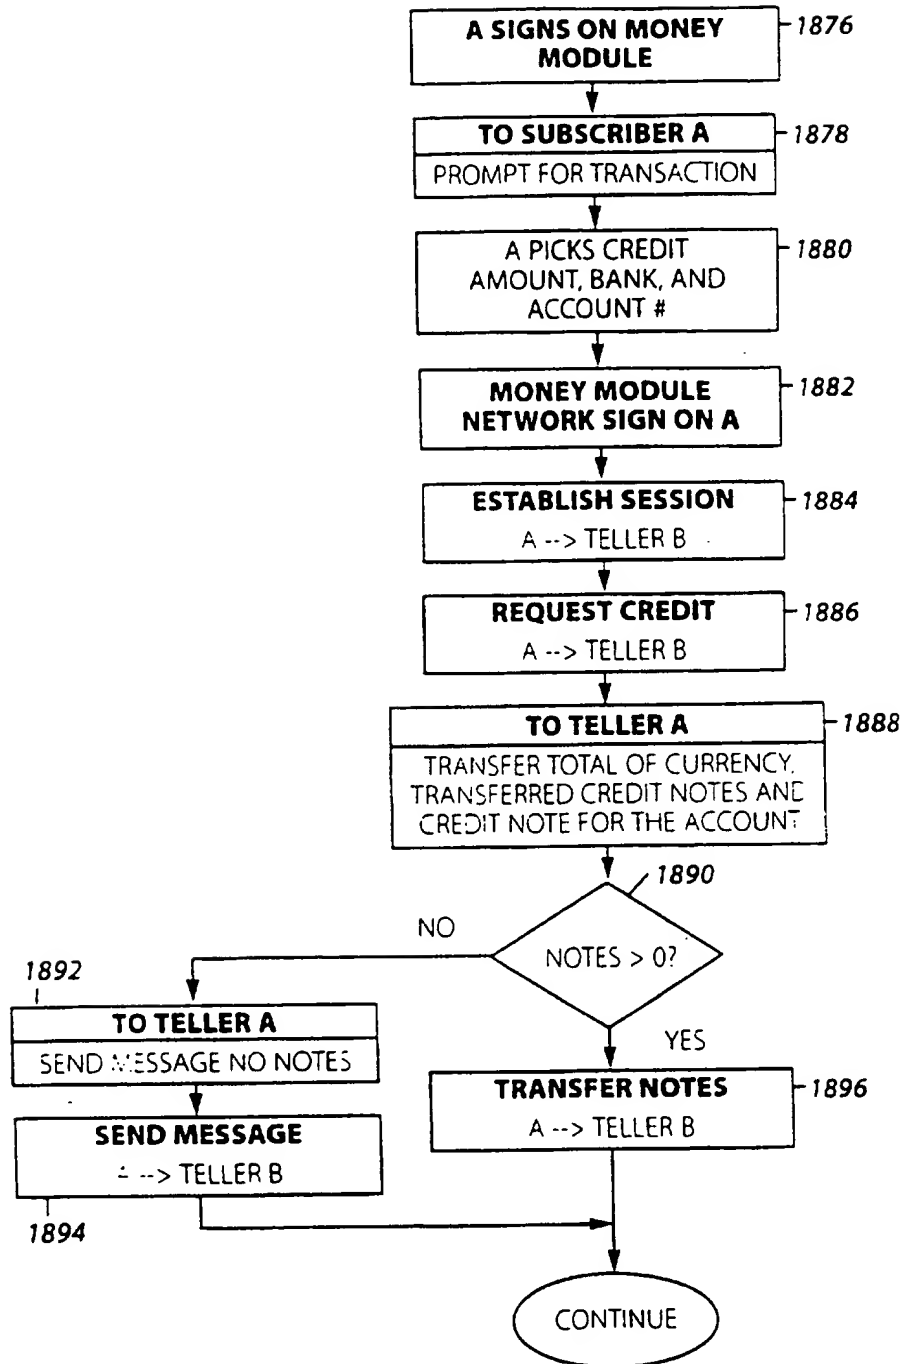 A SIGNS ON MONEY
MODULE
1876
TO SUBSCRIBER A
1878
PROMPT FOR TRANSACTION
A PICKS CREDIT
AMOUNT, BANK, AND
ACCOUNT #
1880
MONEY MODULE
NETWORK SIGN ON A
1882
ESTABLISH SESSION
1884
A --> TELLER B
REQUEST CREDIT
1886
A --> TELLER B
TO TELLER A
1888
TRANSFER TOTAL OF CURRENCY,
TRANSFERRED CREDIT NOTES AND
CREDIT NOTE FOR THE ACCOUNT
1890
NOTES > 0?
NO
YES
1892
TO TELLER A
SEND MESSAGE NO NOTES
SEND MESSAGE
--> TELLER B
1894
TRANSFER NOTES
1896
A --> TELLER B
CONTINUE